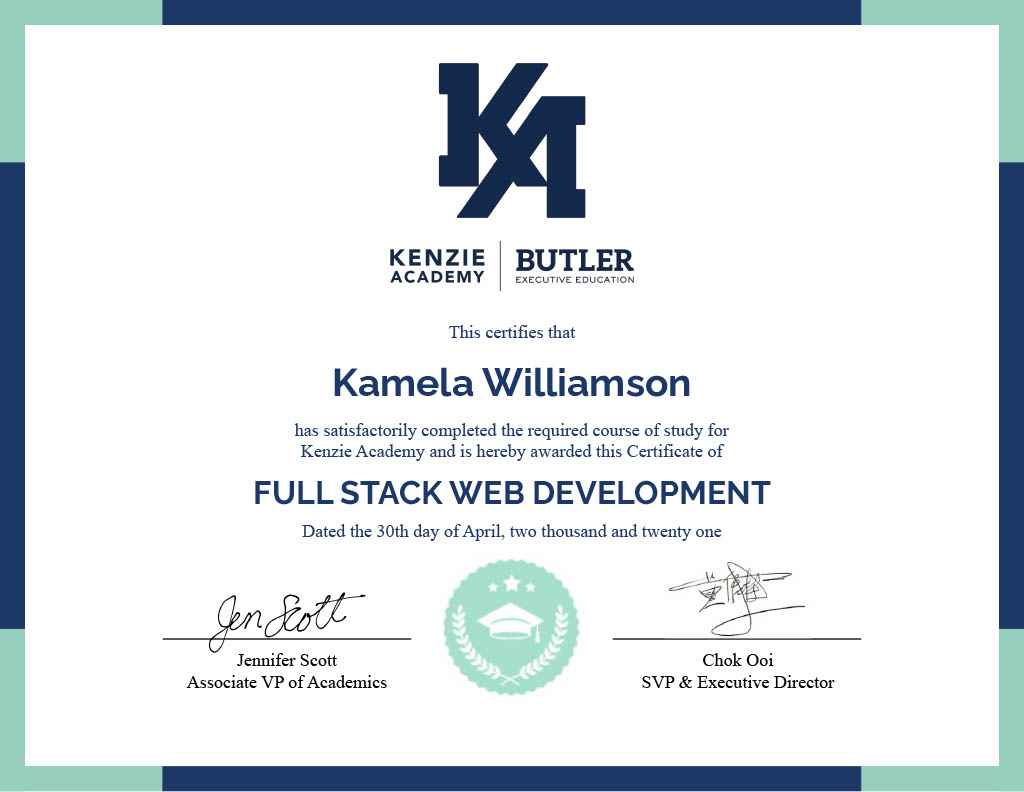 KA
KENZIE ACADEMY
BUTLER EXECUTIVE EDUCATION
This certifies that
Kamela Williamson
has satisfactorily completed the required course of study for
Kenzie Academy and is hereby awarded this Certificate of
FULL STACK WEB DEVELOPMENT
Dated the 30th day of April, two thousand and twenty one
Jen Scott
Jennifer Scott
Associate VP of Academics
Chok Ooi
SVP & Executive Director